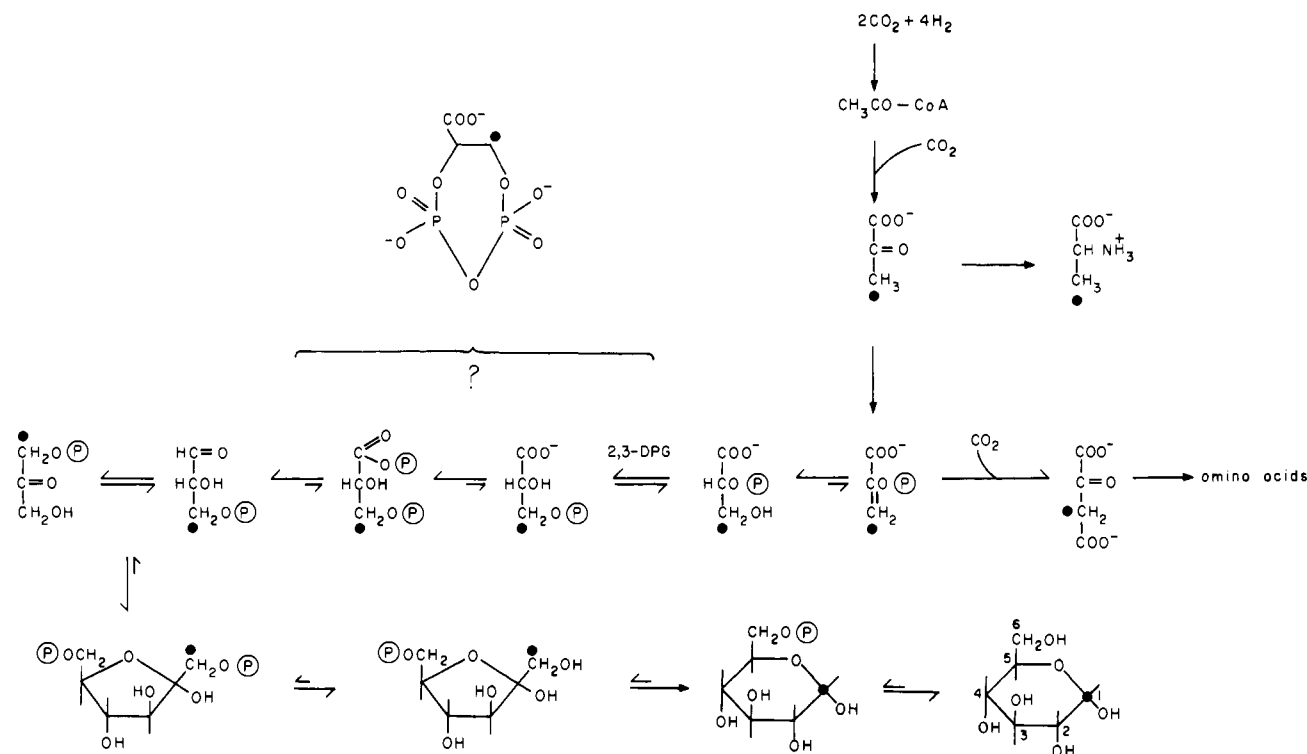 2CO2 + 4H2
CH3CO – CoA
CO2
COO-
C=O
CH3
COO-
CH NH3+
CH3
COO-
O
O
O
O-
P
P
-O
O
O
?
CH2O P
C=O
CH2OH
HC=O
HCOH
CH2O P
C O
O P
HCOH
CH2O P
COO-
HCOH
CH2O P
2,3-DPG
COO-
HCO P
CH2OH
COO-
CO P
CH2
CO2
COO-
C=O
CH2
COO-
omino ocids
P OCH2
O
CH2O P
HO
OH
OH
P OCH2
O
CH2OH
HO
OH
OH
CH2O P
O
OH
OH
OH
OH
6
CH2OH
5
O
4
OH
OH
1
OH
3
2
OH